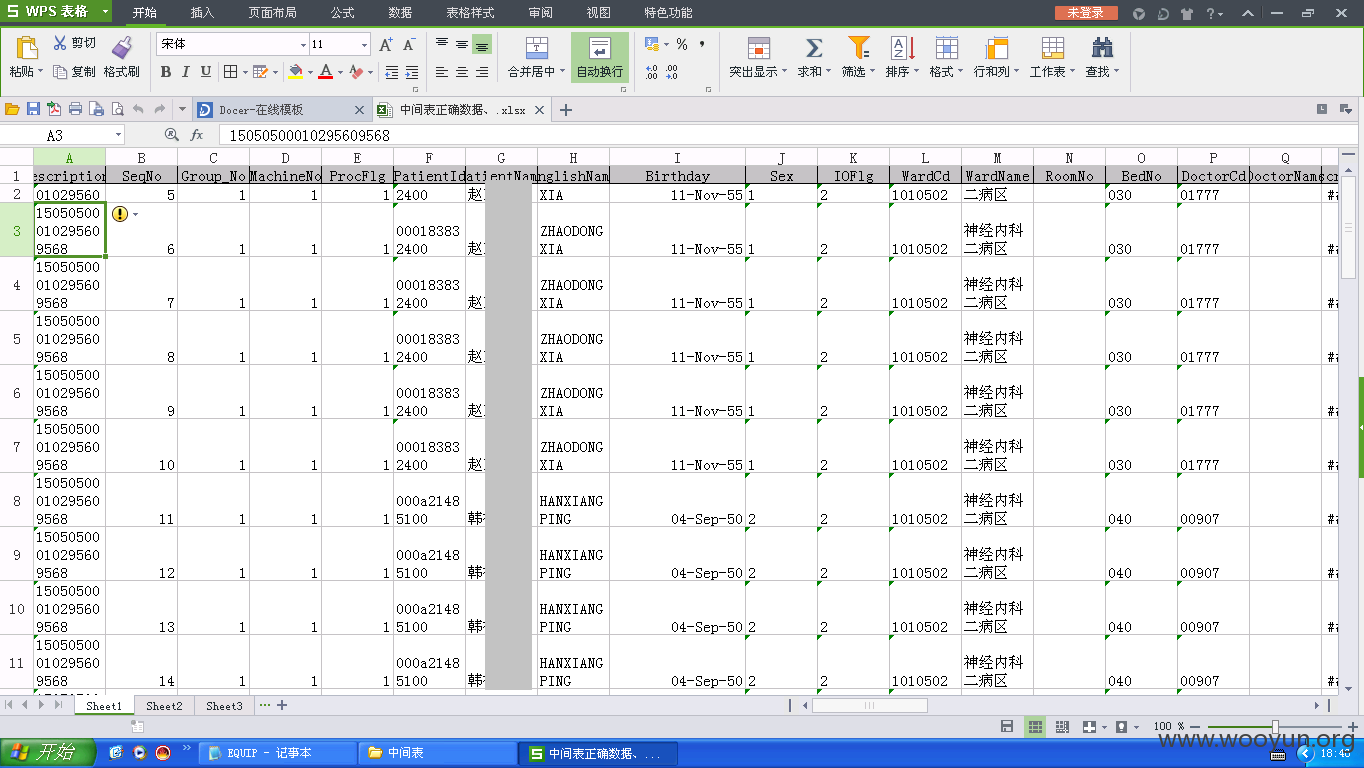 S WPS 表格 开始 插入 页面布局 公式 数据 表格样式 审阅 视图 特色功能 未登录
剪切 宋体 11
粘贴 复制 格式刷 B I U A 合并居中 自动换行 % 突出显示 求和 筛选 排序 格式 行和列 工作表 查找
Docer-在线模板 中间表正确数据、.xlsx
A3 fx 15050500010295609568
A B C D E F G H I J K L M N O P Q
1 escription SeqNo Group_No MachineNo ProcFlg PatientId nglishNam Birthday Sex IOFlg WardCd WardName RoomNo BedNo DoctorCd DoctorName
2 01029560 5 1 1 1 2400 赵 XIA 11-Nov-55 1 2 1010502 二病区 030 01777
3 15050500
01029560
9568 6 1 1 1 00018383
2400 赵 ZHAODONG
XIA 11-Nov-55 1 2 1010502 神经内科
二病区 030 01777
4 15050500
01029560
9568 7 1 1 1 00018383
2400 赵 ZHAODONG
XIA 11-Nov-55 1 2 1010502 神经内科
二病区 030 01777
5 15050500
01029560
9568 8 1 1 1 00018383
2400 赵 ZHAODONG
XIA 11-Nov-55 1 2 1010502 神经内科
二病区 030 01777
6 15050500
01029560
9568 9 1 1 1 00018383
2400 赵 ZHAODONG
XIA 11-Nov-55 1 2 1010502 神经内科
二病区 030 01777
7 15050500
01029560
9568 10 1 1 1 00018383
2400 赵 ZHAODONG
XIA 11-Nov-55 1 2 1010502 神经内科
二病区 030 01777
8 15050500
01029560
9568 11 1 1 1 000a2148
5100 韩 HANXIANG
PING 04-Sep-50 2 2 1010502 神经内科
二病区 040 00907
9 15050500
01029560
9568 12 1 1 1 000a2148
5100 韩 HANXIANG
PING 04-Sep-50 2 2 1010502 神经内科
二病区 040 00907
10 15050500
01029560
9568 13 1 1 1 000a2148
5100 韩 HANXIANG
PING 04-Sep-50 2 2 1010502 神经内科
二病区 040 00907
11 15050500
01029560
9568 14 1 1 1 000a2148
5100 韩 HANXIANG
PING 04-Sep-50 2 2 1010502 神经内科
二病区 040 00907
Sheet1 Sheet2 Sheet3
100 %
www.wooyun.org
开始 EQUIP - 记事本 中间表 中间表正确数据、...